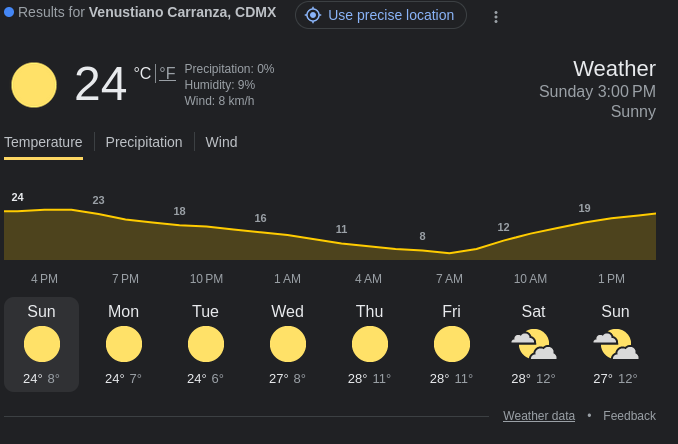 Results for Venustiano Carranza, CDMX
Use precise location
24 °C | °F
Precipitation: 0%
Humidity: 9%
Wind: 8 km/h
Weather
Sunday 3:00 PM
Sunny
Temperature | Precipitation | Wind
24 23 18 16 11 8 12 19
4 PM 7 PM 10 PM 1 AM 4 AM 7 AM 10 AM 1 PM
Sun Mon Tue Wed Thu Fri Sat Sun
24° 8° 24° 7° 24° 6° 27° 8° 28° 11° 28° 11° 28° 12° 27° 12°
Weather data • Feedback